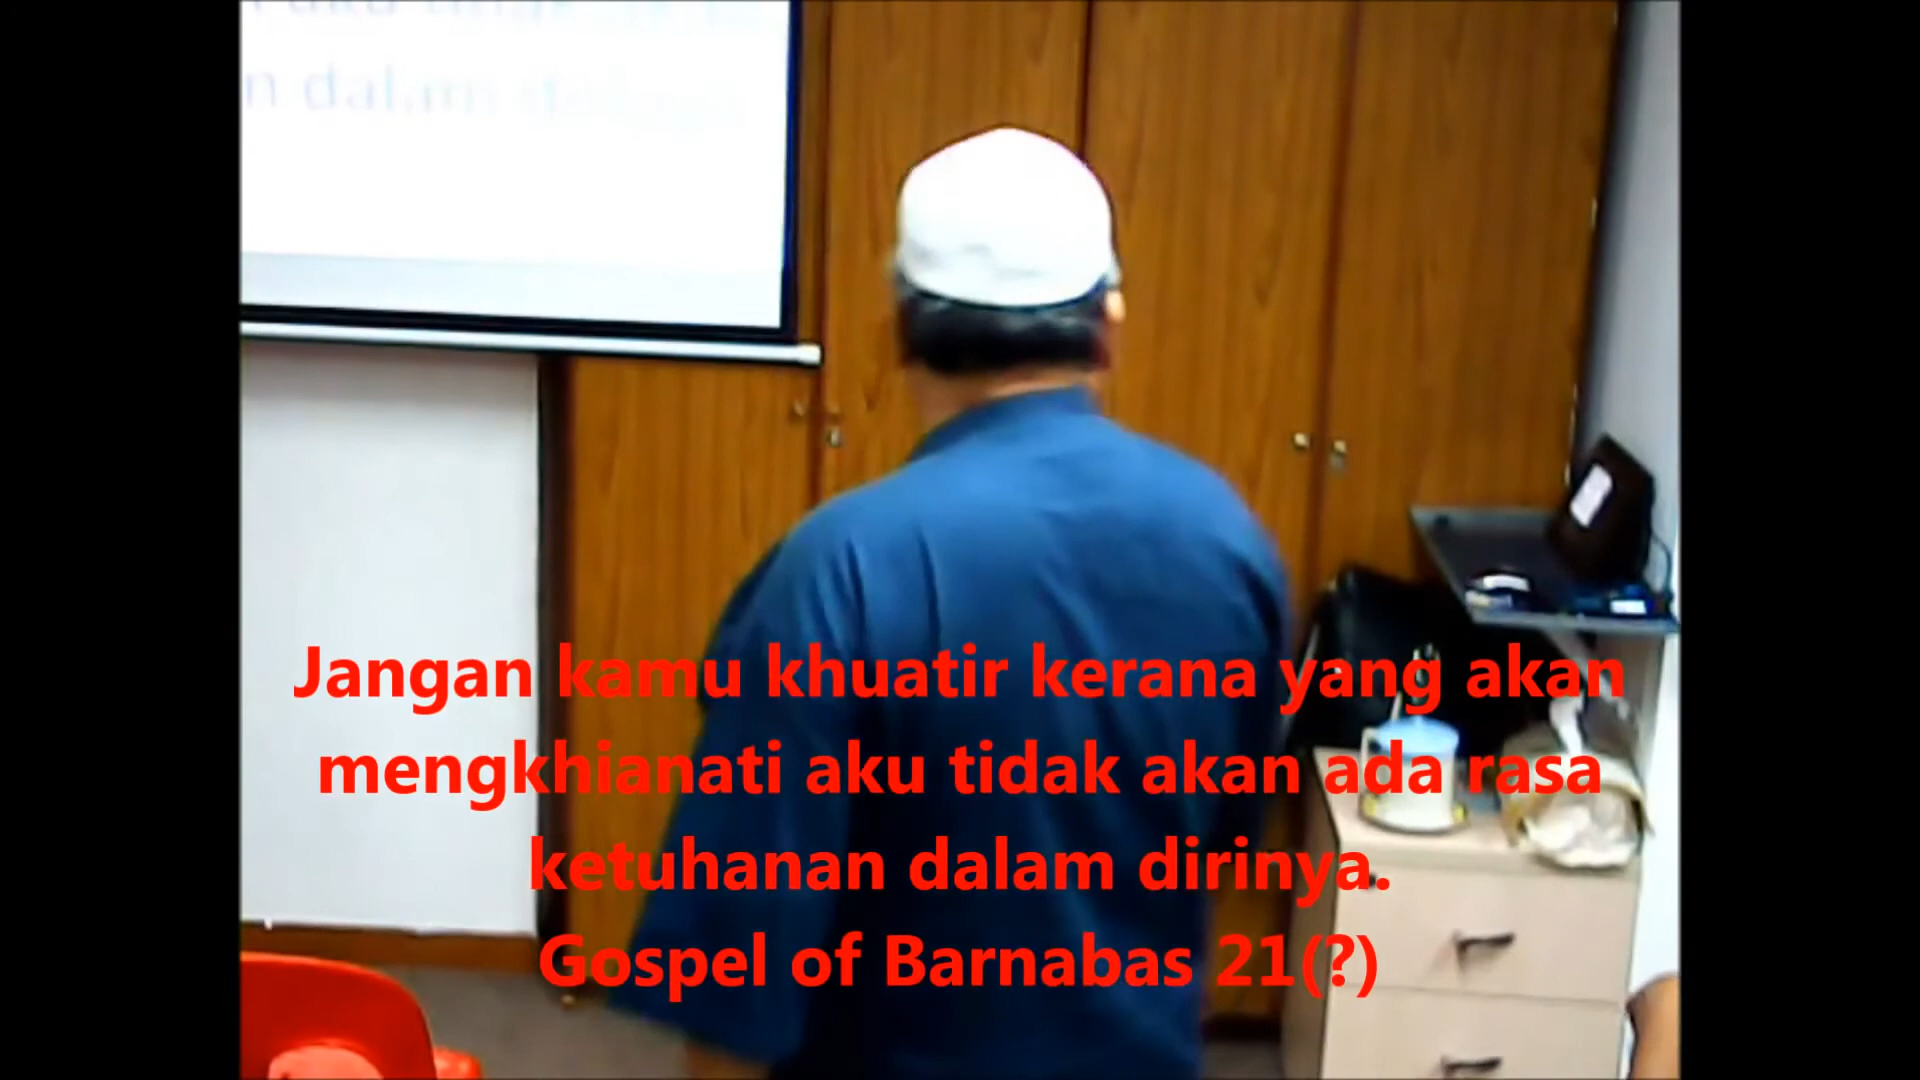 n dalam
Jangan kamu khuatir kerana yang akan
mengkhianati aku tidak akan ada rasa
ketuhanan dalam dirinya.
Gospel of Barnabas 21(?)